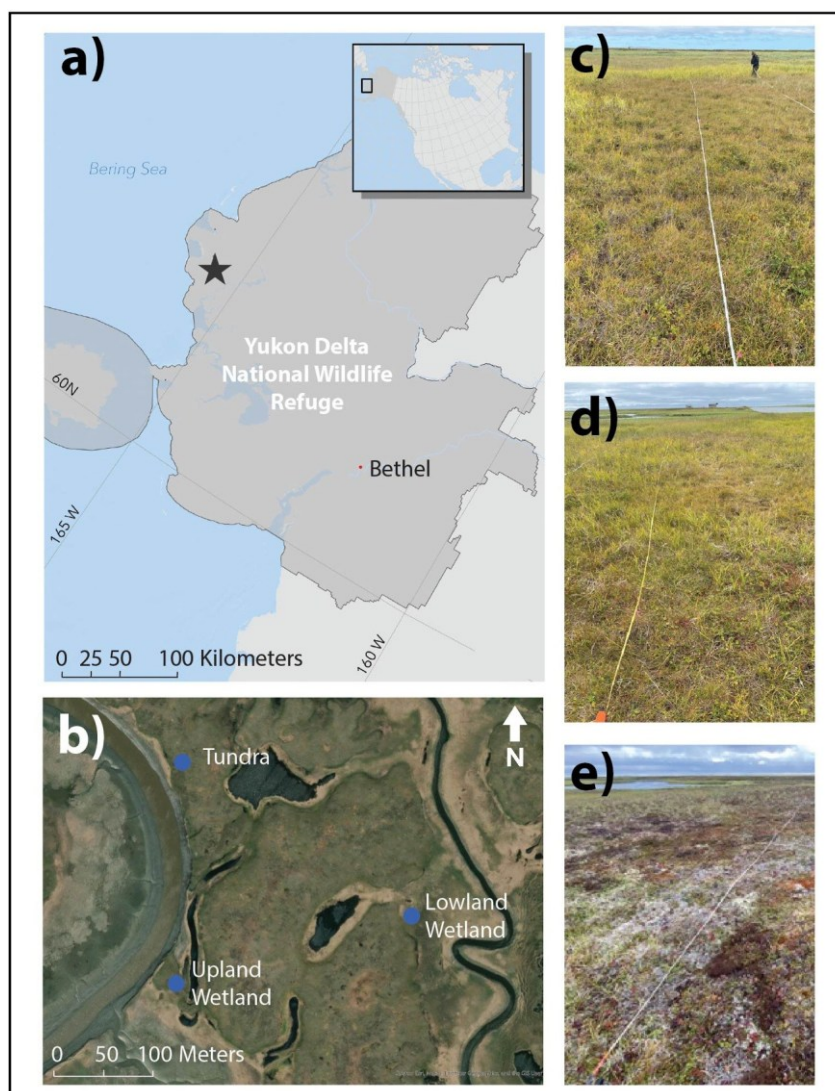 a)
Bering Sea
Yukon Delta
National Wildlife
Refuge
60N
Bethel
165 W
160 W
0 25 50 100 Kilometers
b)
N
Tundra
Lowland
Wetland
Upland
Wetland
0 50 100 Meters
c)
d)
e)